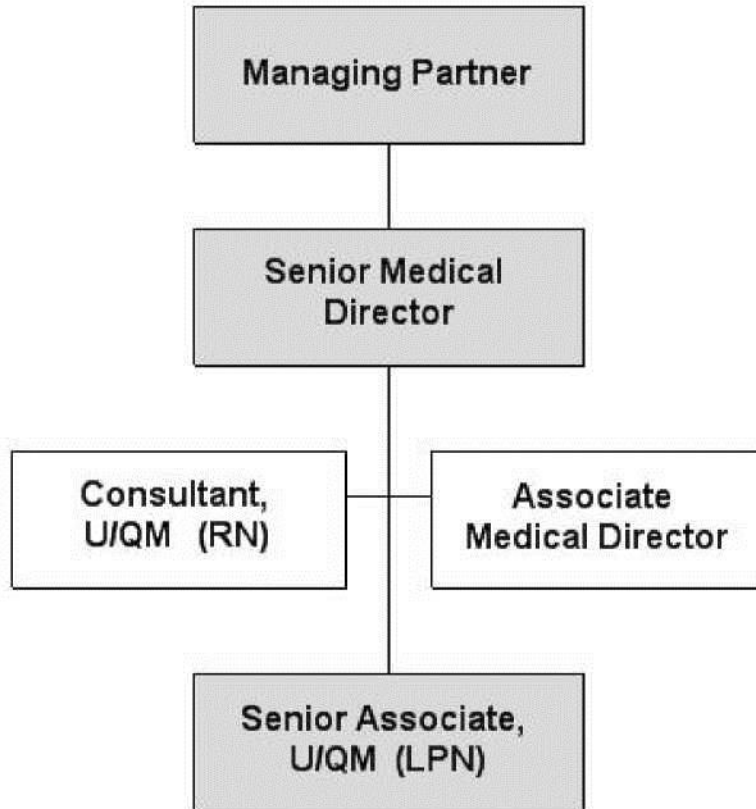 Managing Partner
Senior Medical
Director
Consultant,
U/QM (RN)
Associate
Medical Director
Senior Associate,
U/QM (LPN)